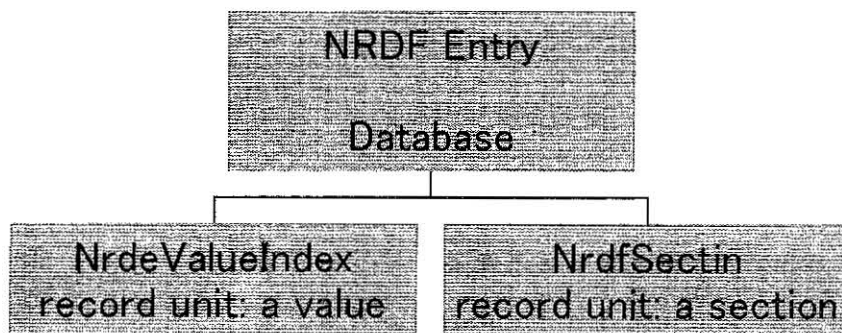 NRDF Entry
Database
NrdeValueIndex
record unit: a value
NrdfSectin
record unit: a section